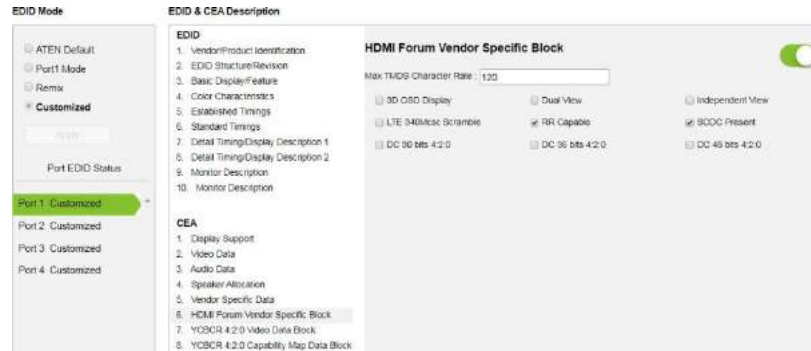 EDID Mode
EDID & CEA Description
ATEN Default
Port1 Mode
Remix
Customized
Apply
Port EDID Status
Port 1 Customized
Port 2 Customized
Port 3 Customized
Port 4 Customized
EDID
1. Vendor/Product Identification
2. EDID Structure/Revision
3. Basic Display/Feature
4. Color Characteristics
5. Established Timings
6. Standard Timings
7. Detail Timing/Display Description 1
8. Detail Timing/Display Description 2
9. Monitor Description
10. Monitor Description
CEA
1. Display Support
2. Video Data
3. Audio Data
4. Speaker Allocation
5. Vendor Specific Data
6. HDMI Forum Vendor Specific Block
7. YCBCR 4:2:0 Video Data Block
8. YCBCR 4:2:0 Capability Map Data Block
HDMI Forum Vendor Specific Block
Max TMDS Character Rate : 120
3D OSD Display Dual View Independent View
LTE 340Mcsc Scramble RR Capable SCDC Present
DC 30 bits 4:2:0 DC 36 bits 4:2:0 DC 48 bits 4:2:0